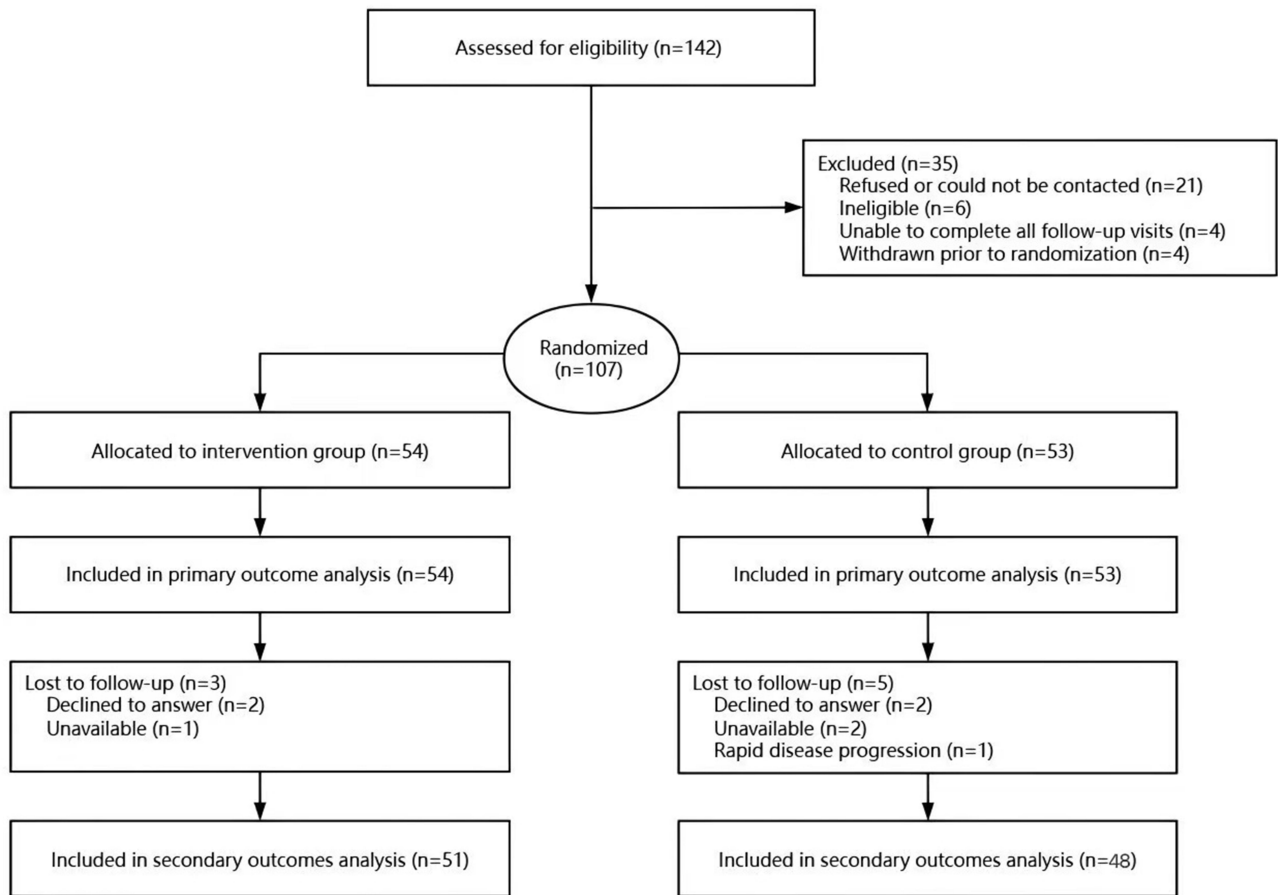 Assessed for eligibility (n=142)
Excluded (n=35)
Refused or could not be contacted (n=21)
Ineligible (n=6)
Unable to complete all follow-up visits (n=4)
Withdrawn prior to randomization (n=4)
Randomized
(n=107)
Allocated to intervention group (n=54)
Allocated to control group (n=53)
Included in primary outcome analysis (n=54)
Included in primary outcome analysis (n=53)
Lost to follow-up (n=3)
Declined to answer (n=2)
Unavailable (n=1)
Lost to follow-up (n=5)
Declined to answer (n=2)
Unavailable (n=2)
Rapid disease progression (n=1)
Included in secondary outcomes analysis (n=51)
Included in secondary outcomes analysis (n=48)